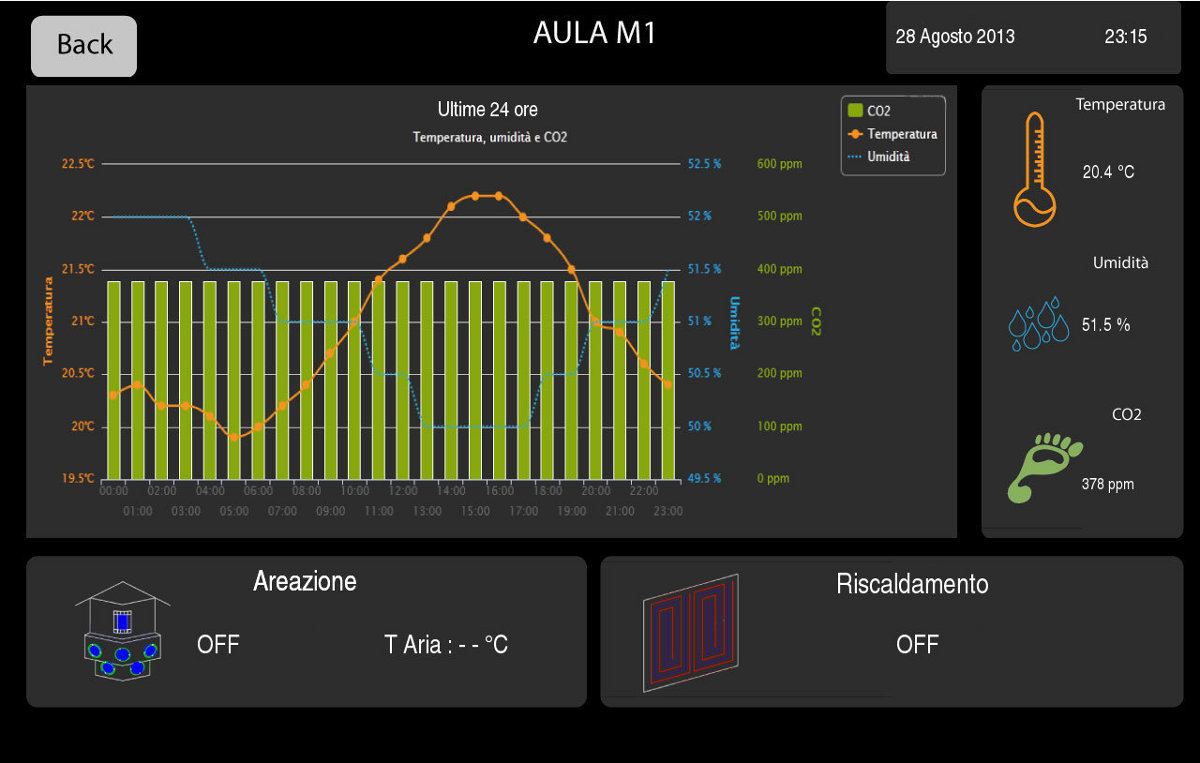 Back
AULA M1
28 Agosto 2013 23:15
Ultime 24 ore
Temperatura, umidità e CO2
CO2
Temperatura
Umidità
22.5℃ 52.5 % 600 ppm
22℃ 52 % 500 ppm
21.5℃ 51.5 % 400 ppm
21℃ 51 % 300 ppm
20.5℃ 50.5 % 200 ppm
20℃ 50 % 100 ppm
19.5℃ 49.5 % 0 ppm
Temperatura
Umidità
CO2
00:00 02:00 04:00 06:00 08:00 10:00 12:00 14:00 16:00 18:00 20:00 22:00
01:00 03:00 05:00 07:00 09:00 11:00 13:00 15:00 17:00 19:00 21:00 23:00
Temperatura
20.4 °C
Umidità
51.5 %
CO2
378 ppm
Areazione
OFF T Aria : - - °C
Riscaldamento
OFF